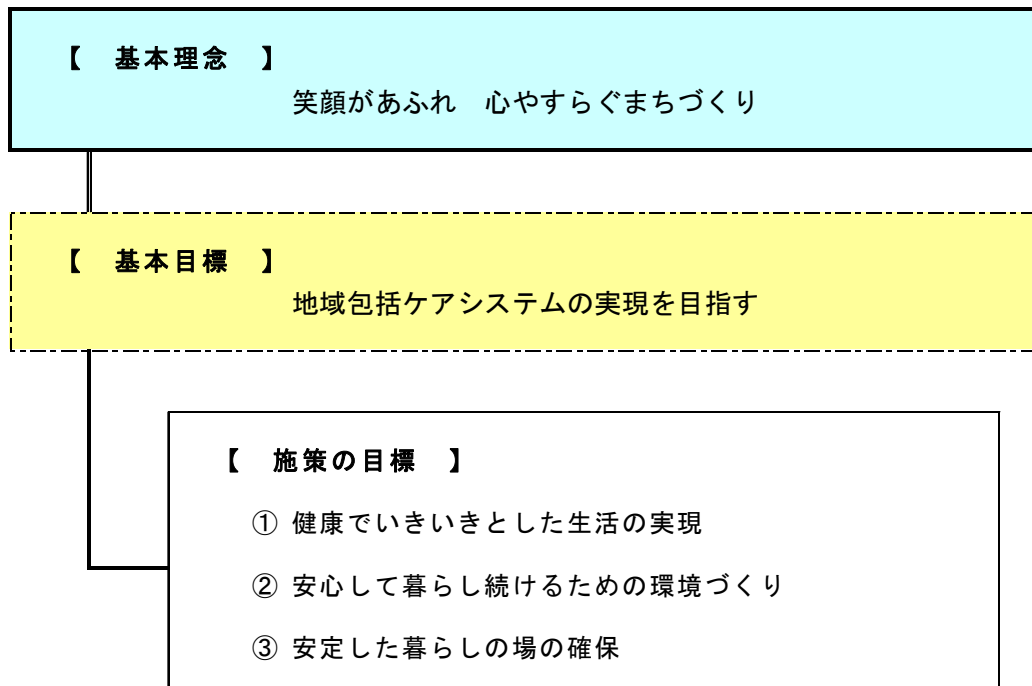 【　基本理念　】
笑顔があふれ　心やすらぐまちづくり
【　基本目標　】
地域包括ケアシステムの実現を目指す
【　施策の目標　】
① 健康でいきいきとした生活の実現
② 安心して暮らし続けるための環境づくり
③ 安定した暮らしの場の確保